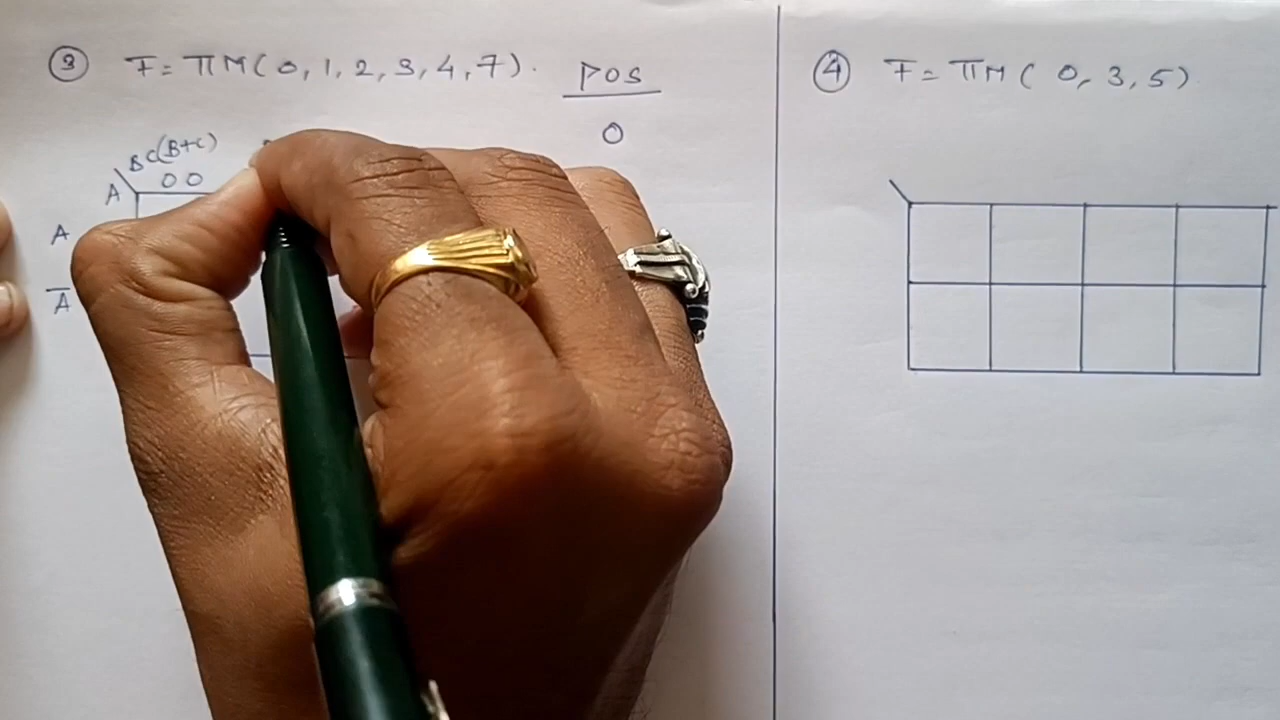 ③ F = ΠM(0, 1, 2, 3, 4, 7). POS
0
BC (B+C)
A 00
A
A̅
④ F = ΠM( 0, 3, 5)